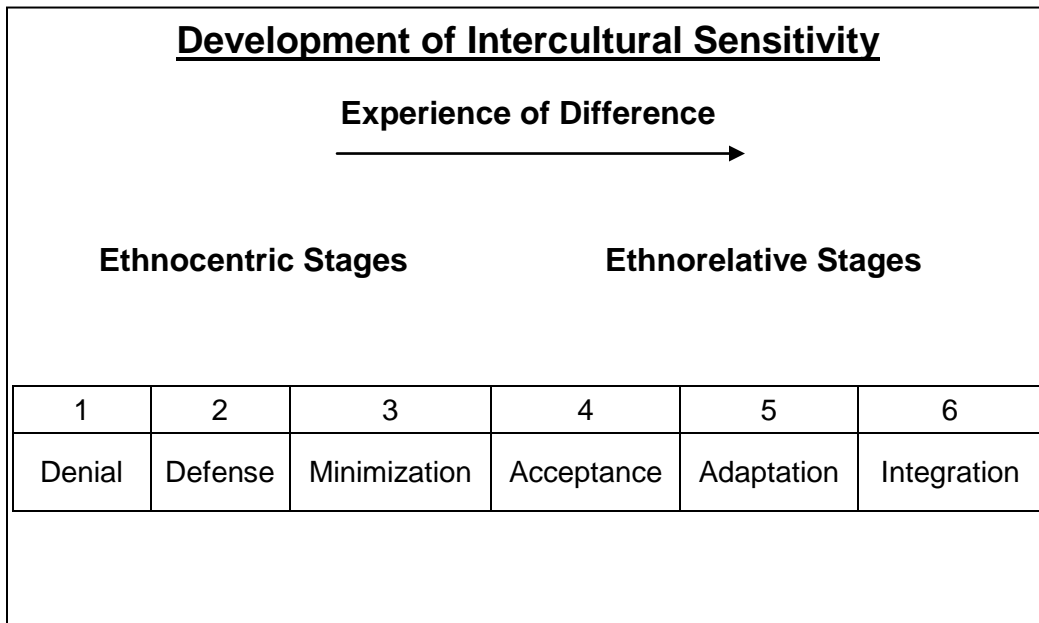 Development of Intercultural Sensitivity
Experience of Difference
Ethnocentric Stages Ethnorelative Stages
1 2 3 4 5 6
Denial Defense Minimization Acceptance Adaptation Integration